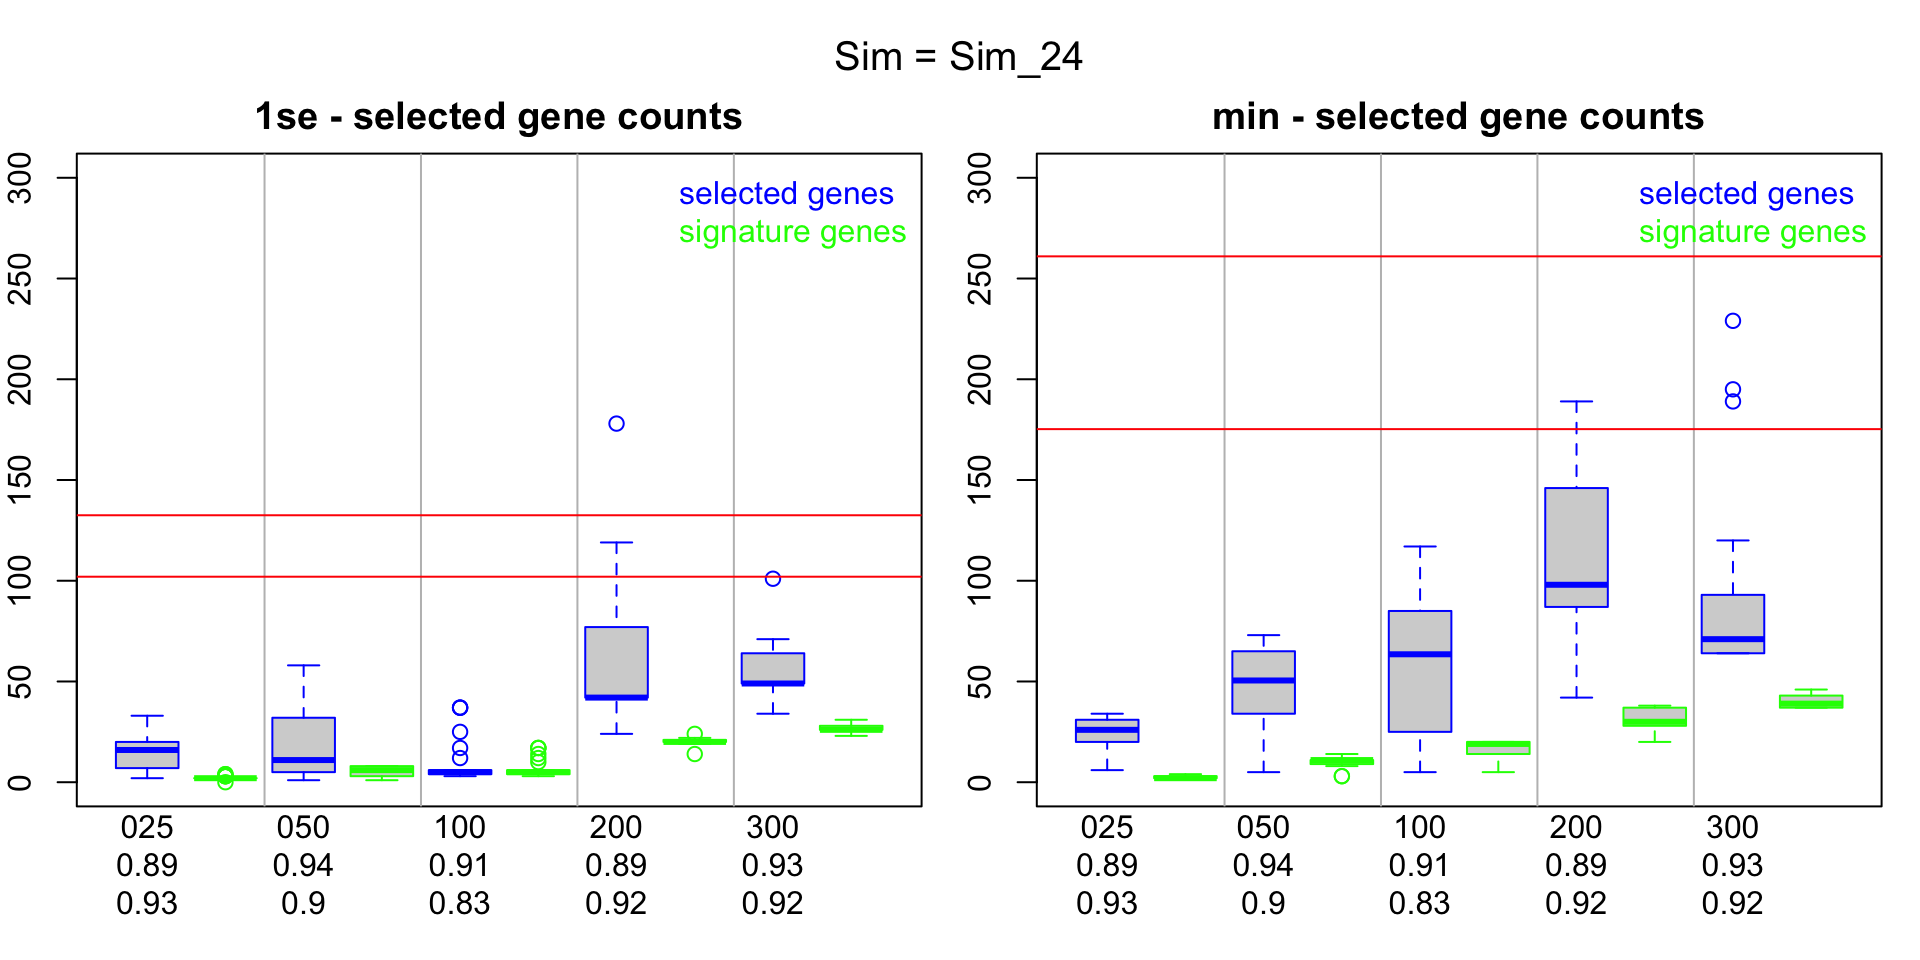 Sim = Sim_24
1se - selected gene counts
300
250
200
150
100
50
0
selected genes
signature genes
025 050 100 200 300
0.89 0.94 0.91 0.89 0.93
0.93 0.9 0.83 0.92 0.92
min - selected gene counts
300
250
200
150
100
50
0
selected genes
signature genes
025 050 100 200 300
0.89 0.94 0.91 0.89 0.93
0.93 0.9 0.83 0.92 0.92